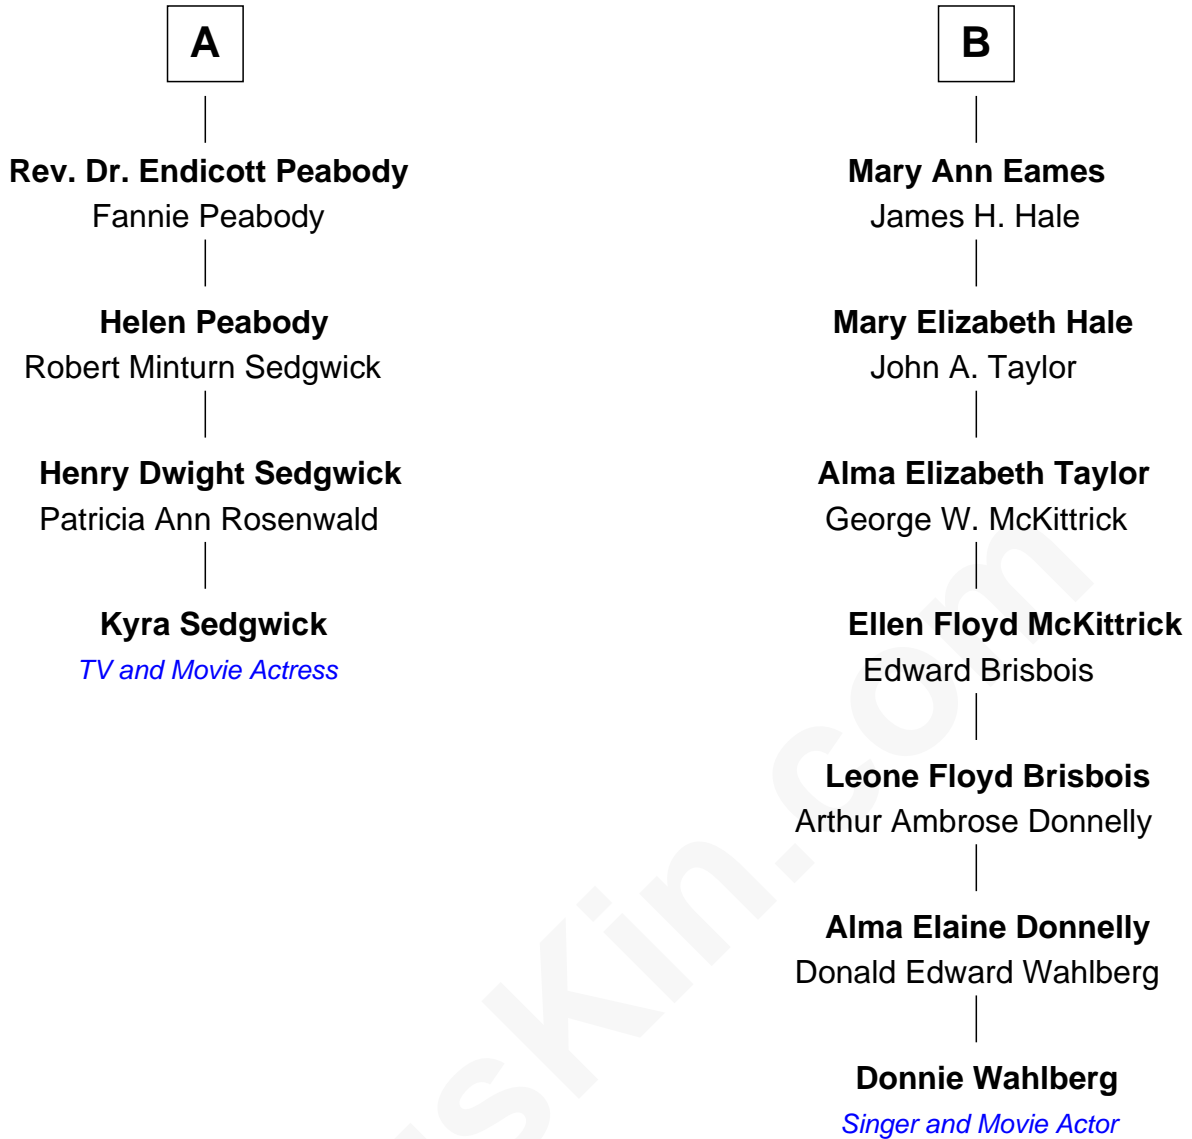 A
Rev. Dr. Endicott Peabody
Fannie Peabody
Helen Peabody
Robert Minturn Sedgwick
Henry Dwight Sedgwick
Patricia Ann Rosenwald
Kyra Sedgwick
TV and Movie Actress
B
Mary Ann Eames
James H. Hale
Mary Elizabeth Hale
John A. Taylor
Alma Elizabeth Taylor
George W. McKittrick
Ellen Floyd McKittrick
Edward Brisbois
Leone Floyd Brisbois
Arthur Ambrose Donnelly
Alma Elaine Donnelly
Donald Edward Wahlberg
Donnie Wahlberg
Singer and Movie Actor
sKin.com